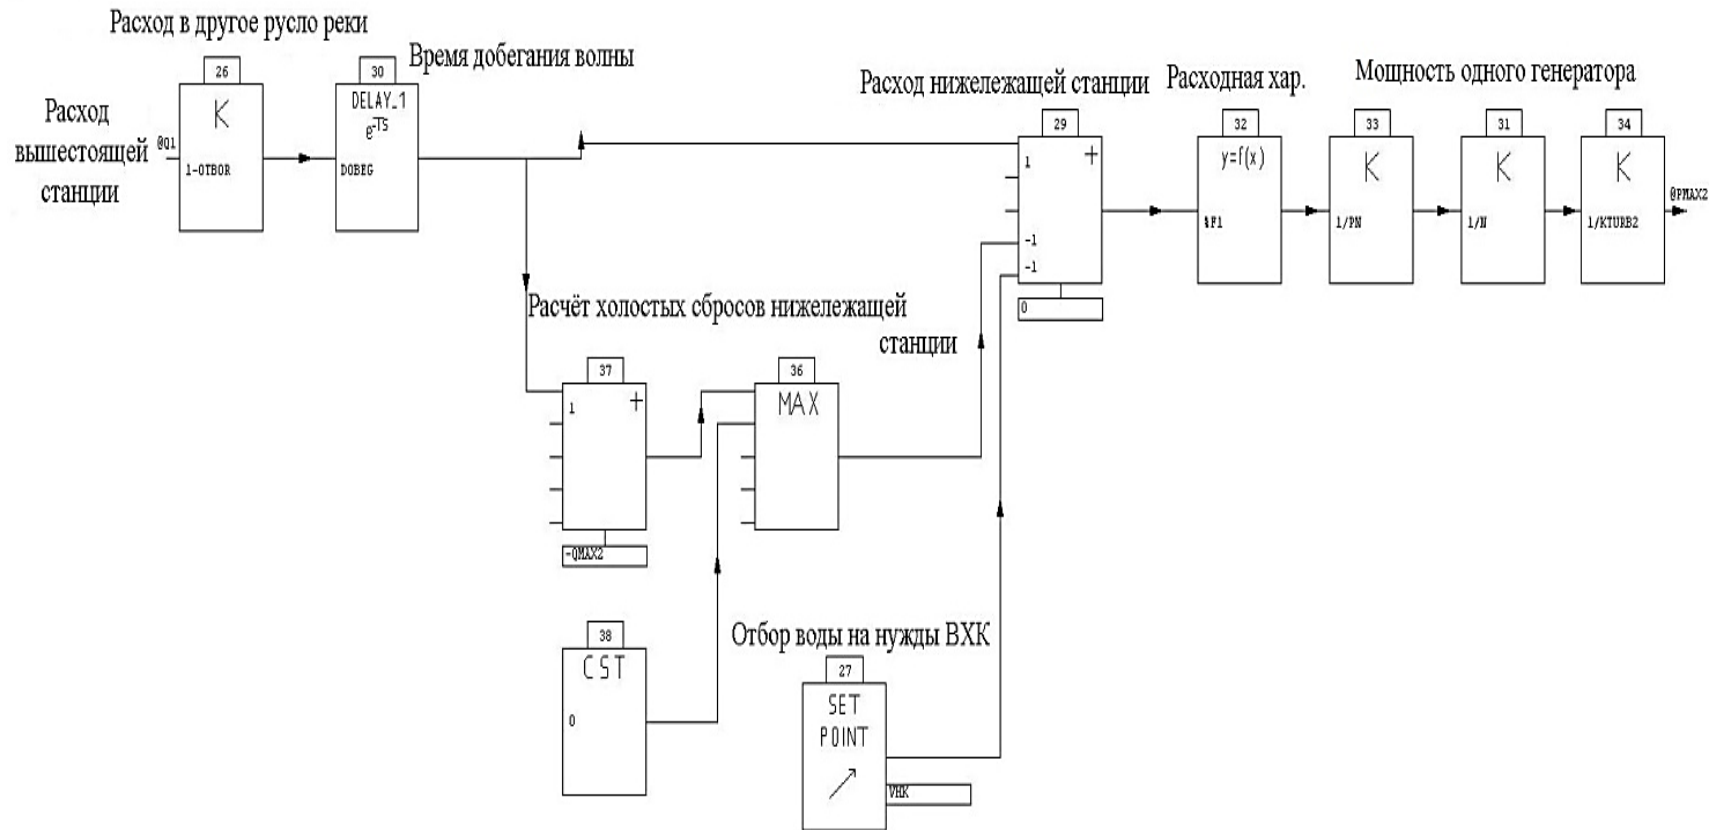 Расход в другое русло реки
Время добегания волны
Расход нижележащей станции
Расходная хар.
Мощность одного генератора
Расход
вышестоящей
станции
@Q1
26
K
1-OTBOR
30
DELAY_1
e-Ts
DOBEG
29
+
1
-1
-1
0
32
y=f(x)
%F1
33
K
1/PN
31
K
1/N
34
K
1/KTURB2
@PMAX2
Расчёт холостых сбросов нижележащей
станции
37
+
1
-QMAX2
36
MAX
38
CST
0
Отбор воды на нужды ВХК
27
SET
POINT
VHK